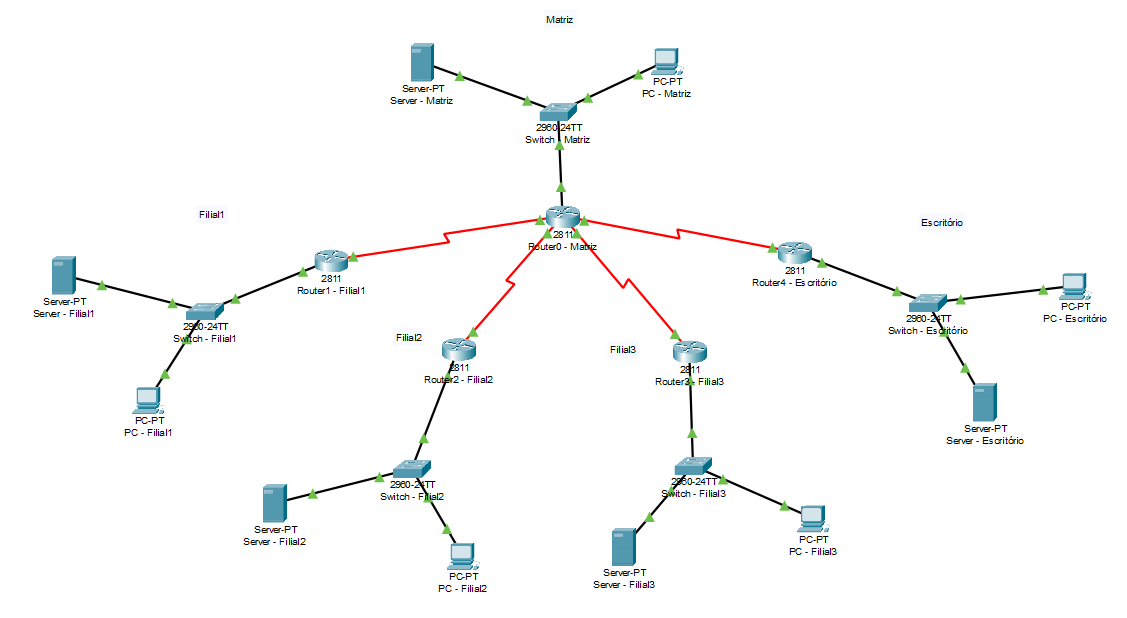 Matriz
Server-PT
Server - Matriz
PC-PT
PC - Matriz
2960-24TT
Switch - Matriz
2811
Router0 - Matriz
Filial1
2811
Router1 - Filial1
Server-PT
Server - Filial1
2960-24TT
Switch - Filial1
PC-PT
PC - Filial1
Escritório
2811
Router4 - Escritório
2960-24TT
Switch - Escritório
PC-PT
PC - Escritório
Server-PT
Server - Escritório
Filial2
2811
Router2 - Filial2
2960-24TT
Switch - Filial2
Server-PT
Server - Filial2
PC-PT
PC - Filial2
Filial3
2811
Router3 - Filial3
2960-24TT
Switch - Filial3
Server-PT
Server - Filial3
PC-PT
PC - Filial3